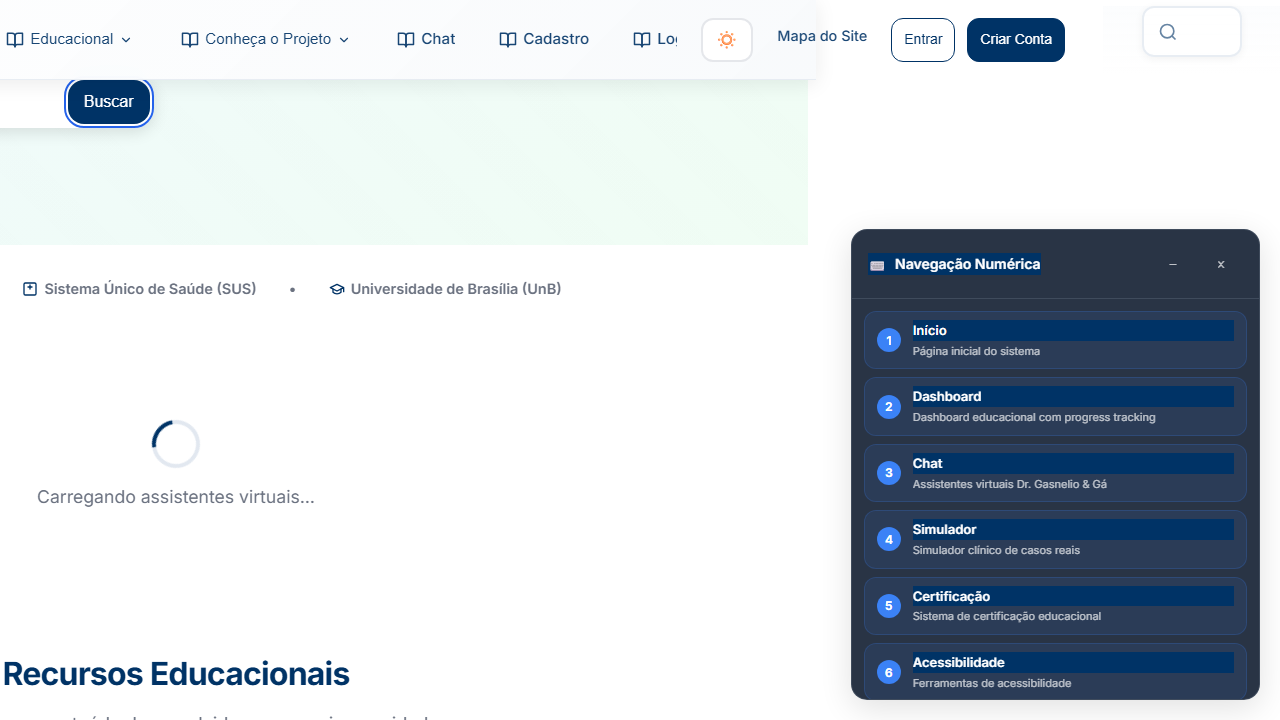 Educacional
Conheça o Projeto
Chat
Cadastro
Mapa do Site
Entrar
Criar Conta
Buscar
Sistema Único de Saúde (SUS) • Universidade de Brasília (UnB)
Carregando assistentes virtuais...
Recursos Educacionais
Navegação Numérica
1 Início
Página inicial do sistema
2 Dashboard
Dashboard educacional com progress tracking
3 Chat
Assistentes virtuais Dr. Gasnelio & Gá
4 Simulador
Simulador clínico de casos reais
5 Certificação
Sistema de certificação educacional
6 Acessibilidade
Ferramentas de acessibilidade